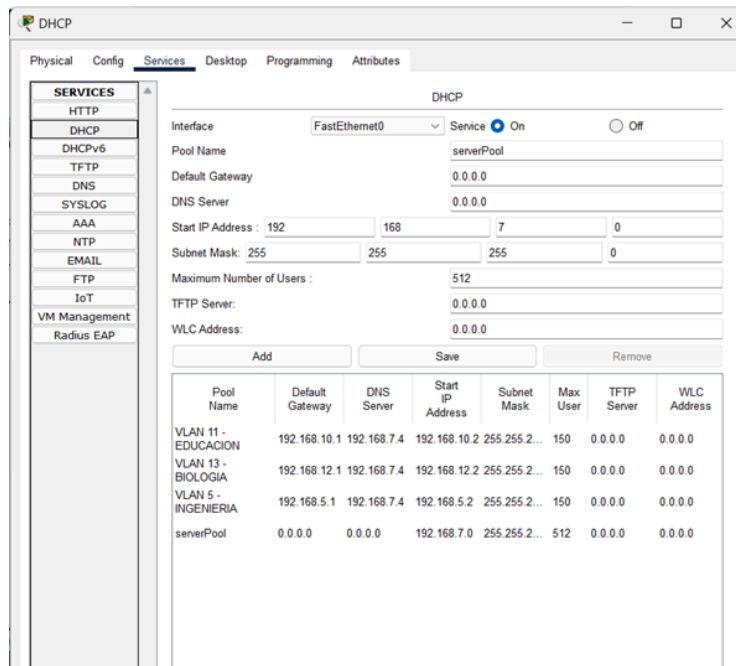 DHCP
Physical Config Services Desktop Programming Attributes
SERVICES
HTTP
DHCP
DHCPv6
TFTP
DNS
SYSLOG
AAA
NTP
EMAIL
FTP
IoT
VM Management
Radius EAP
DHCP
Interface FastEthernet0 Service On Off
Pool Name serverPool
Default Gateway 0.0.0.0
DNS Server 0.0.0.0
Start IP Address : 192 168 7 0
Subnet Mask: 255 255 255 0
Maximum Number of Users : 512
TFTP Server: 0.0.0.0
WLC Address: 0.0.0.0
Add Save Remove
Pool Name Default Gateway DNS Server Start IP Address Subnet Mask Max User TFTP Server WLC Address
VLAN 11 - EDUCACION 192.168.10.1 192.168.7.4 192.168.10.2 255.255.2... 150 0.0.0.0 0.0.0.0
VLAN 13 - BIOLOGIA 192.168.12.1 192.168.7.4 192.168.12.2 255.255.2... 150 0.0.0.0 0.0.0.0
VLAN 5 - INGENIERIA 192.168.5.1 192.168.7.4 192.168.5.2 255.255.2... 150 0.0.0.0 0.0.0.0
serverPool 0.0.0.0 0.0.0.0 192.168.7.0 255.255.2... 512 0.0.0.0 0.0.0.0